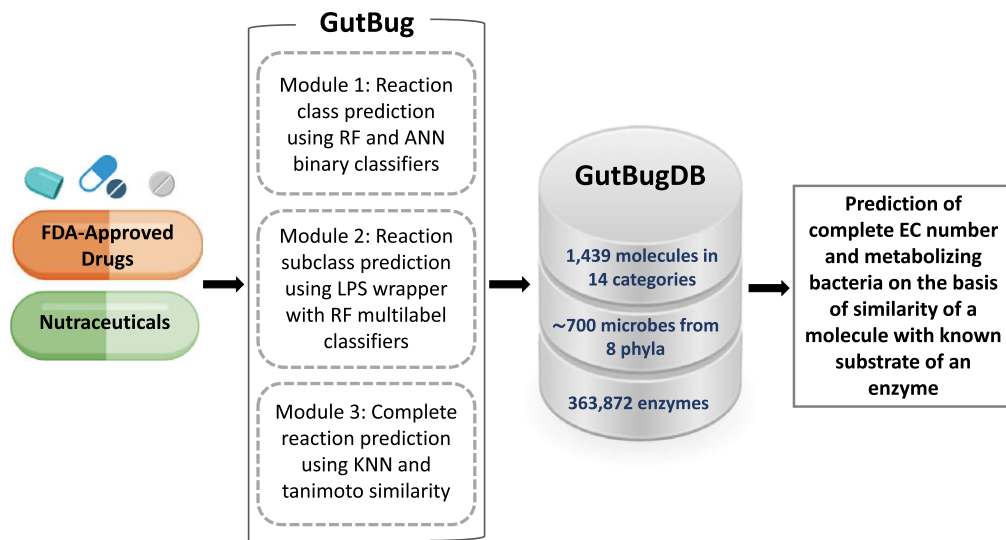 GutBug
Module 1: Reaction
class prediction
using RF and ANN
binary classifiers
FDA-Approved
Drugs
Nutraceuticals
Module 2: Reaction
subclass prediction
using LPS wrapper
with RF multilabel
classifiers
Module 3: Complete
reaction prediction
using KNN and
tanimoto similarity
GutBugDB
1,439 molecules in
14 categories
~700 microbes from
8 phyla
363,872 enzymes
Prediction of
complete EC number
and metabolizing
bacteria on the basis
of similarity of a
molecule with known
substrate of an
enzyme